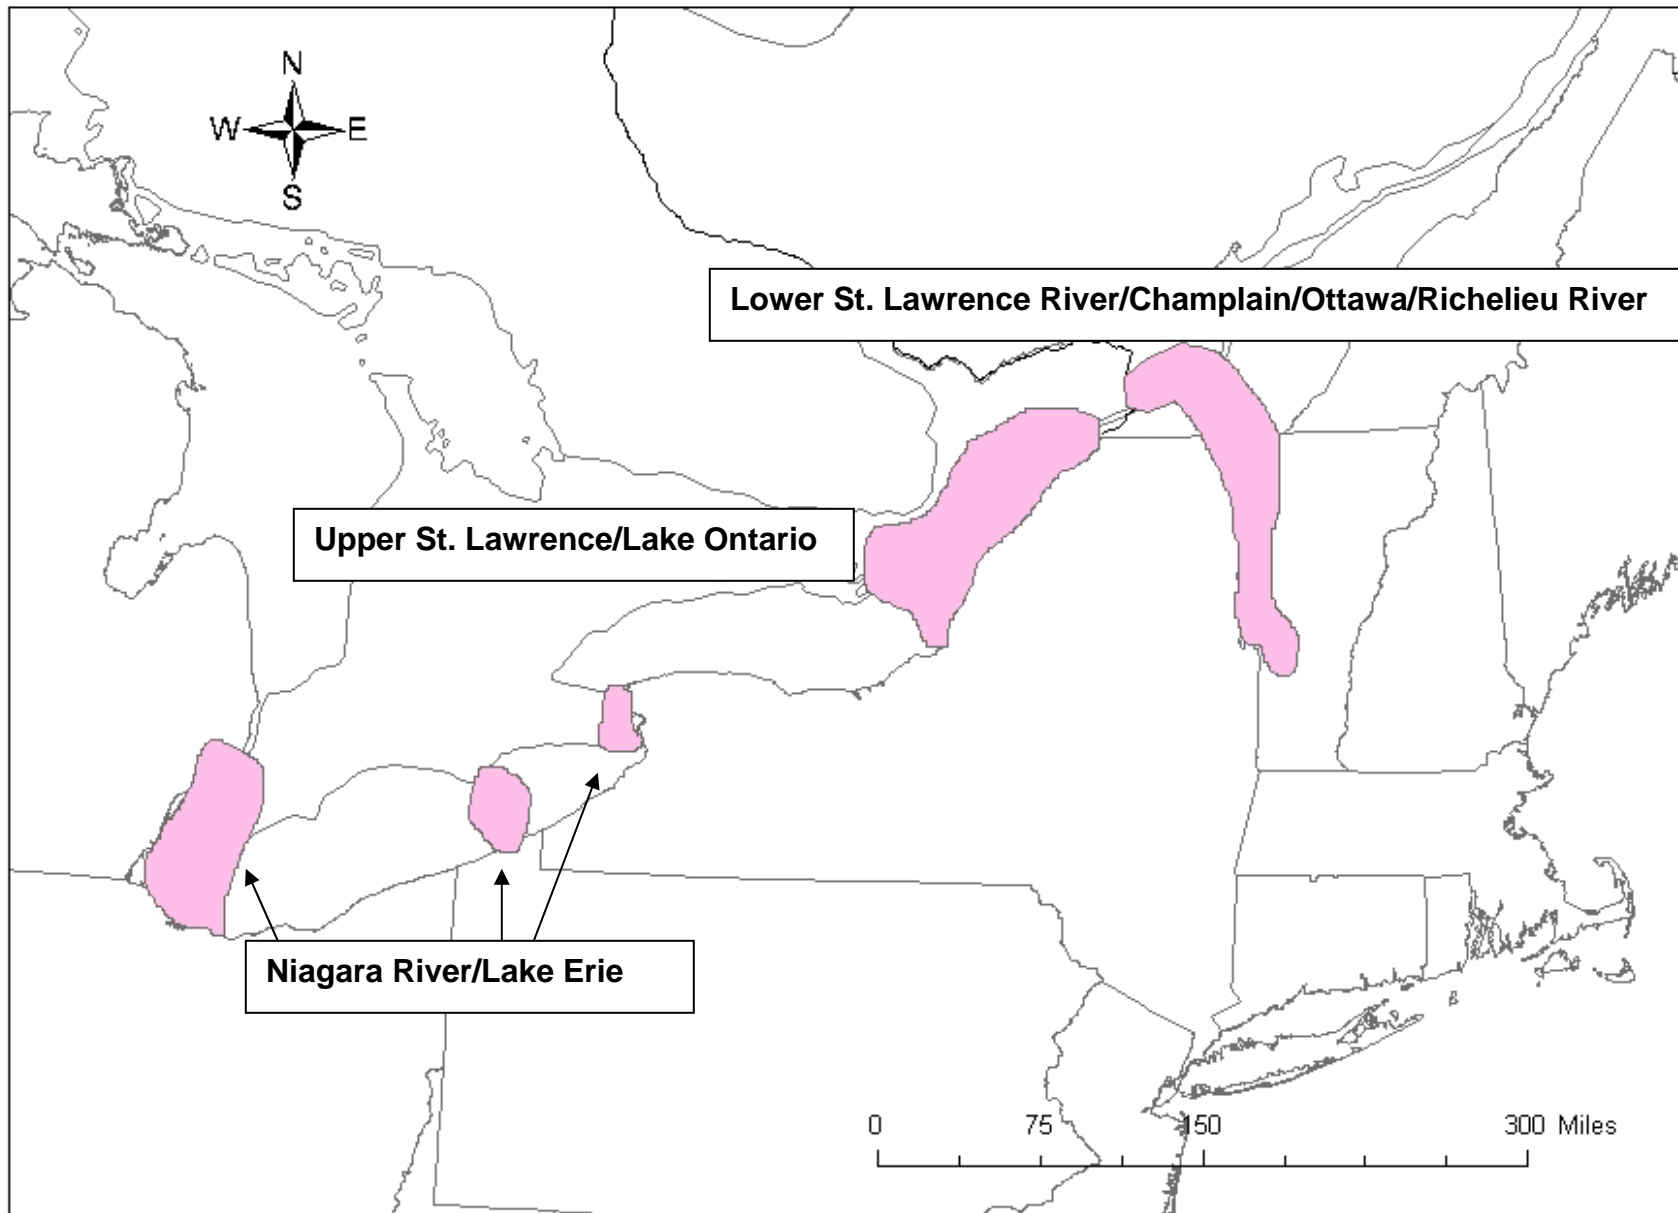 N
W E
S
Lower St. Lawrence River/Champlain/Ottawa/Richelieu River
Upper St. Lawrence/Lake Ontario
Niagara River/Lake Erie
0 75 150 300 Miles